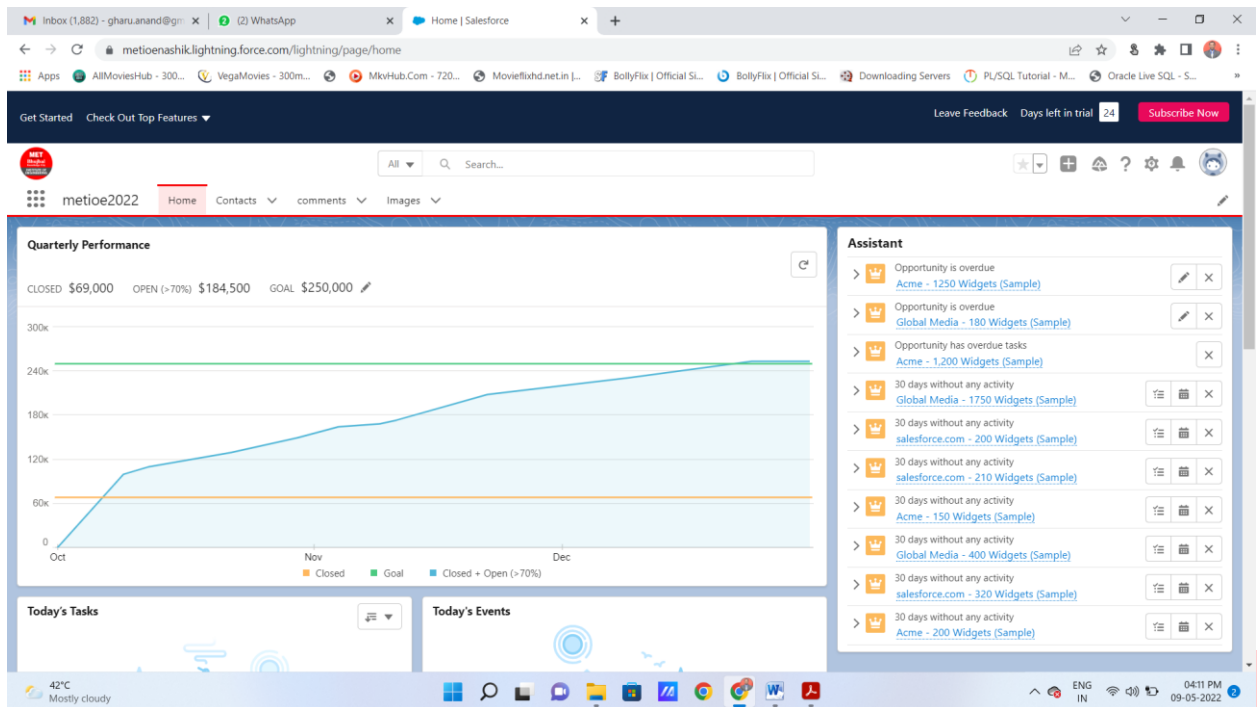 Inbox (1,882) - gharu.anand@gm
(2) WhatsApp
Home | Salesforce
metioenashik.lightning.force.com/lightning/page/home
Apps
AllMoviesHub - 300...
VegaMovies - 300m...
MkvHub.Com - 720...
Movieflixhd.net.in |...
BollyFlix | Official Si...
BollyFlix | Official Si...
Downloading Servers
PL/SQL Tutorial - M...
Oracle Live SQL - S...
»
Get Started
Check Out Top Features
Leave Feedback
Days left in trial 24
Subscribe Now
MET
All
Search...
metioe2022
Home
Contacts
comments
Images
Quarterly Performance
CLOSED $69,000 OPEN (>70%) $184,500 GOAL $250,000
300K
240K
180K
120K
60K
0
Oct
Nov
Dec
Closed
Goal
Closed + Open (>70%)
Today's Tasks
Today's Events
Assistant
Opportunity is overdue
Acme - 1250 Widgets (Sample)
Opportunity is overdue
Global Media - 180 Widgets (Sample)
Opportunity has overdue tasks
Acme - 1,200 Widgets (Sample)
30 days without any activity
Global Media - 1750 Widgets (Sample)
30 days without any activity
salesforce.com - 200 Widgets (Sample)
30 days without any activity
salesforce.com - 210 Widgets (Sample)
30 days without any activity
Acme - 150 Widgets (Sample)
30 days without any activity
Global Media - 400 Widgets (Sample)
30 days without any activity
salesforce.com - 320 Widgets (Sample)
30 days without any activity
Acme - 200 Widgets (Sample)
42°C
Mostly cloudy
ENG
IN
04:11 PM
09-05-2022
2